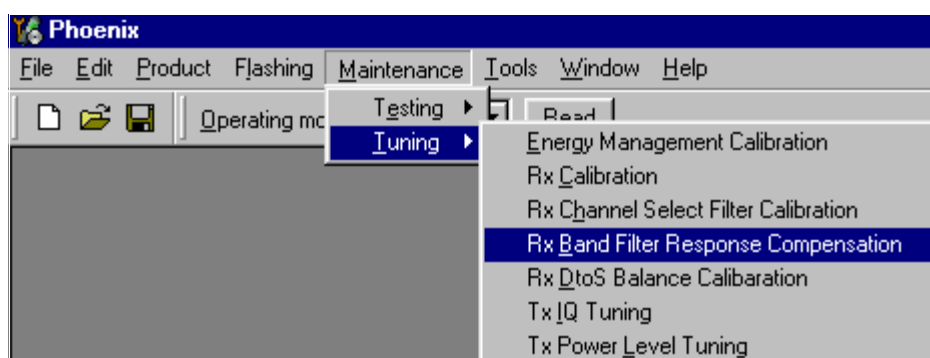 Phoenix
File Edit Product Flashing Maintenance Tools Window Help
Operating mo
Testing
Read
Tuning
Energy Management Calibration
Rx Calibration
Rx Channel Select Filter Calibration
Rx Band Filter Response Compensation
Rx DtoS Balance Calibaration
Tx IQ Tuning
Tx Power Level Tuning